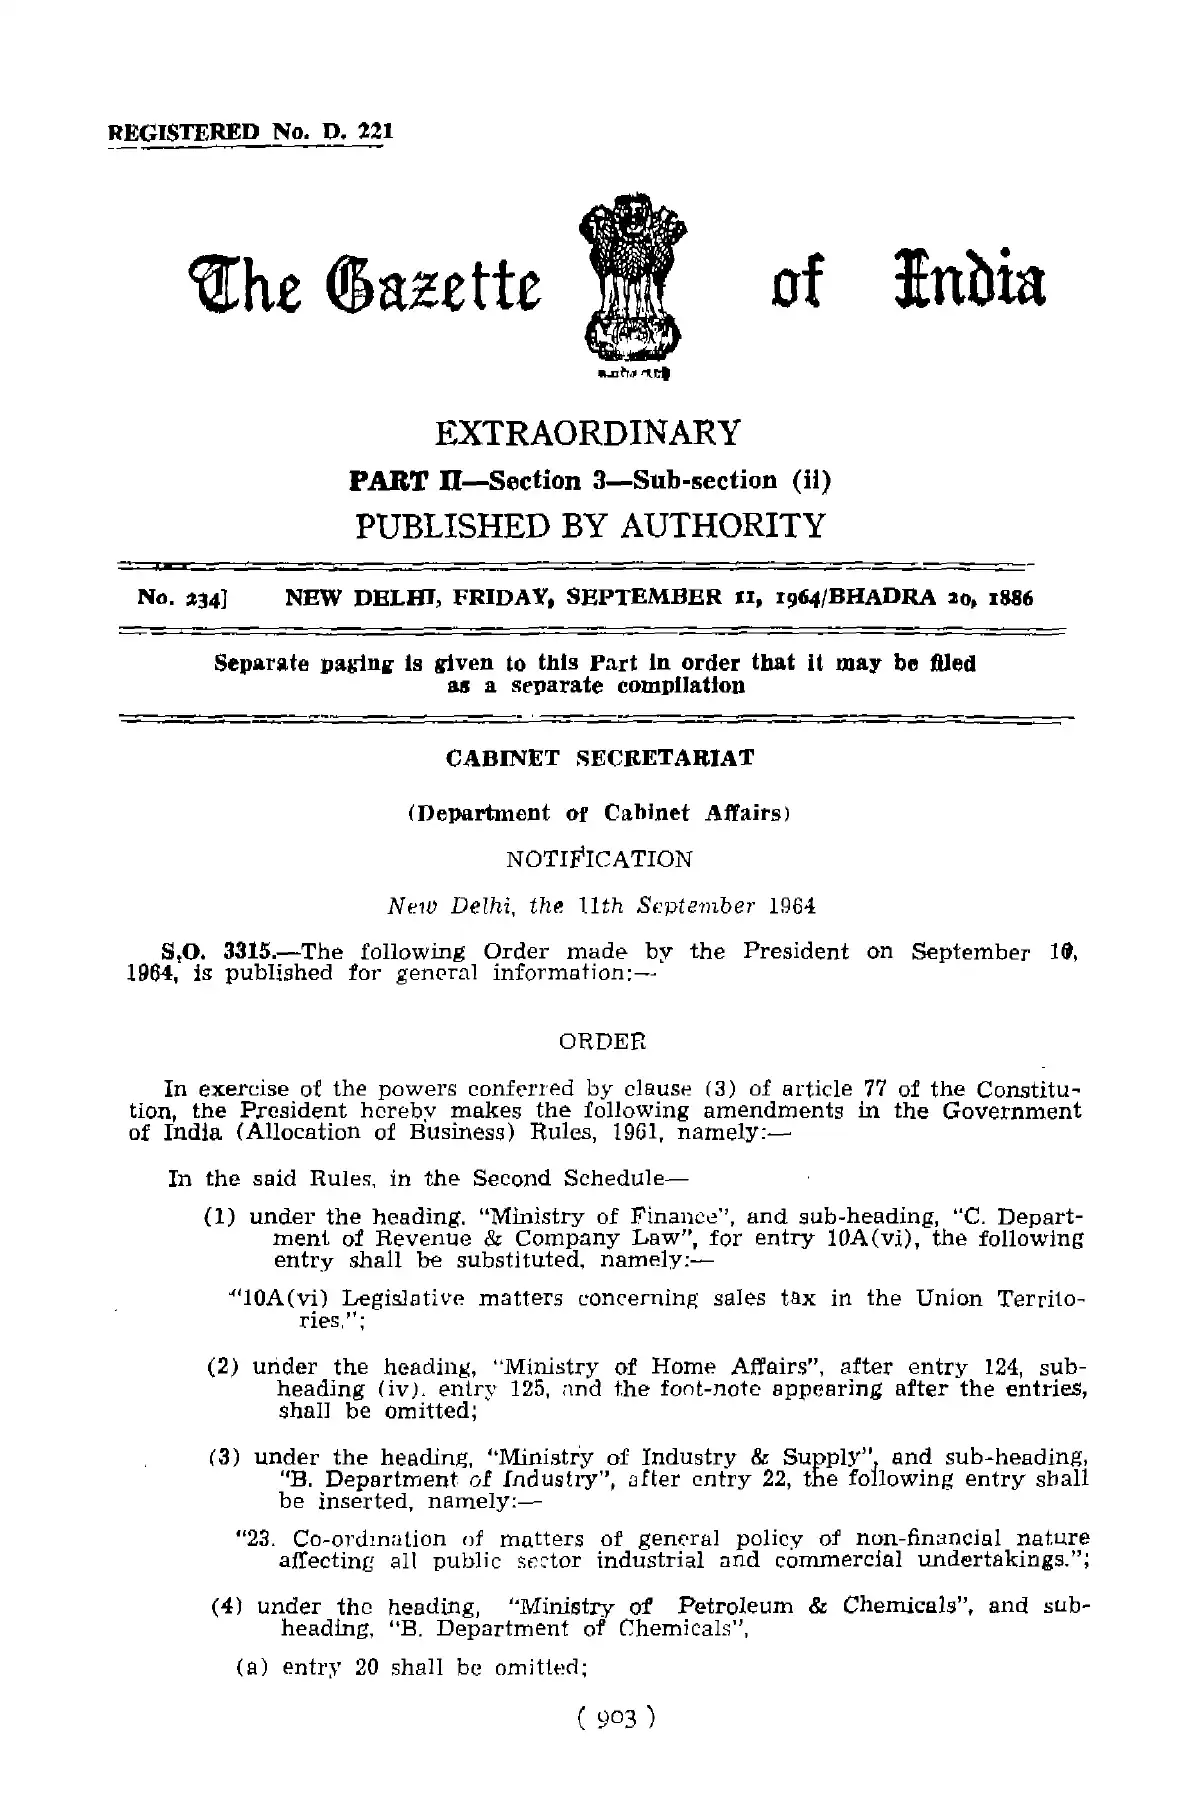 REGISTERED No. D. 221
The Gazette of India
EXTRAORDINARY
PART II—Section 3—Sub-section (ii)
PUBLISHED BY AUTHORITY
No. 234] NEW DELHI, FRIDAY, SEPTEMBER 11, 1964/BHADRA 20, 1886
Separate paging is given to this Part in order that it may be filed
as a separate compilation
CABINET SECRETARIAT
(Department of Cabinet Affairs)
NOTIFICATION
New Delhi, the 11th September 1964
S.O. 3315.—The following Order made by the President on September 10,
1964, is published for general information:—
ORDER
In exercise of the powers conferred by clause (3) of article 77 of the Constitu-
tion, the President hereby makes the following amendments in the Government
of India (Allocation of Business) Rules, 1961, namely:—
In the said Rules, in the Second Schedule—
(1) under the heading, "Ministry of Finance", and sub-heading, "C. Depart-
ment of Revenue & Company Law", for entry 10A(vi), the following
entry shall be substituted, namely:—
"10A(vi) Legislative matters concerning sales tax in the Union Territo-
ries.";
(2) under the heading, "Ministry of Home Affairs", after entry 124, sub-
heading (iv), entry 125, and the foot-note appearing after the entries,
shall be omitted;
(3) under the heading, "Ministry of Industry & Supply", and sub-heading,
"B. Department of Industry", after entry 22, the following entry shall
be inserted, namely:—
"23. Co-ordination of matters of general policy of non-financial nature
affecting all public sector industrial and commercial undertakings.";
(4) under the heading, "Ministry of Petroleum & Chemicals", and sub-
heading, "B. Department of Chemicals",
(a) entry 20 shall be omitted;
( 903 )